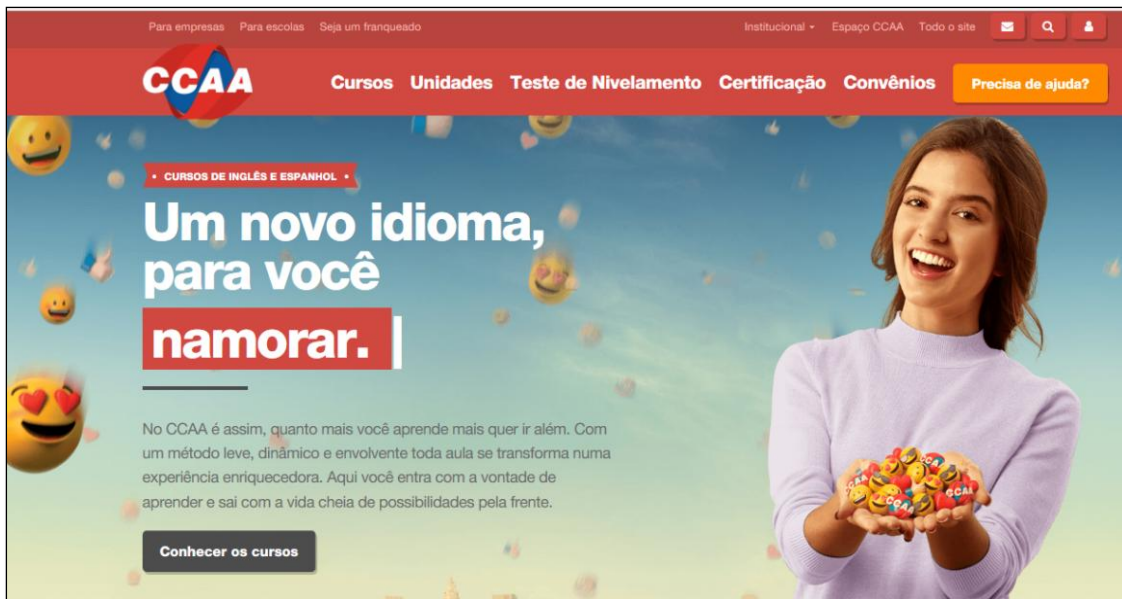 Para empresas Para escolas Seja um franqueado Institucional Espaço CCAA Todo o site
CCAA Cursos Unidades Teste de Nivelamento Certificação Convênios Precisa de ajuda?
• CURSOS DE INGLÊS E ESPANHOL •
Um novo idioma,
para você
namorar.
No CCAA é assim, quanto mais você aprende mais quer ir além. Com
um método leve, dinâmico e envolvente toda aula se transforma numa
experiência enriquecedora. Aqui você entra com a vontade de
aprender e sai com a vida cheia de possibilidades pela frente.
CCAA
CCAA
CCAA
Conhecer os cursos